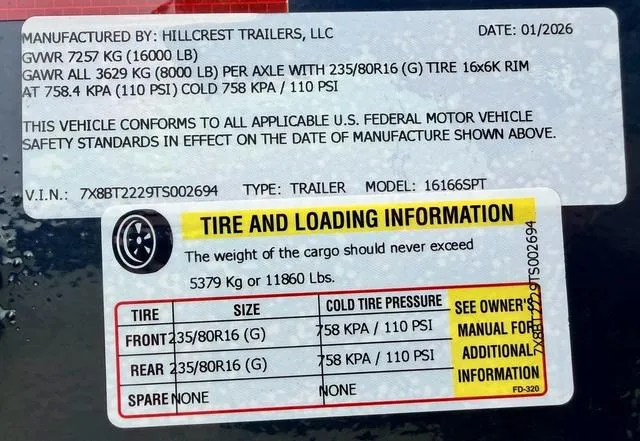 MANUFACTURED BY: HILLCREST TRAILERS, LLC DATE: 01/2026
GVWR 7257 KG (16000 LB)
GAWR ALL 3629 KG (8000 LB) PER AXLE WITH 235/80R16 (G) TIRE 16x6K RIM
AT 758.4 KPA (110 PSI) COLD 758 KPA / 110 PSI
THIS VEHICLE CONFORMS TO ALL APPLICABLE U.S. FEDERAL MOTOR VEHICLE
SAFETY STANDARDS IN EFFECT ON THE DATE OF MANUFACTURE SHOWN ABOVE.
V.I.N.: 7X8BT2229TS002694 TYPE: TRAILER MODEL: 16166SPT
TIRE AND LOADING INFORMATION
The weight of the cargo should never exceed
5379 Kg or 11860 Lbs.
TIRE SIZE COLD TIRE PRESSURE
FRONT 235/80R16 (G) 758 KPA / 110 PSI
REAR 235/80R16 (G) 758 KPA / 110 PSI
SPARE NONE NONE
SEE OWNER'S
MANUAL FOR
ADDITIONAL
INFORMATION
FD-320
7X8BT2229TS002694